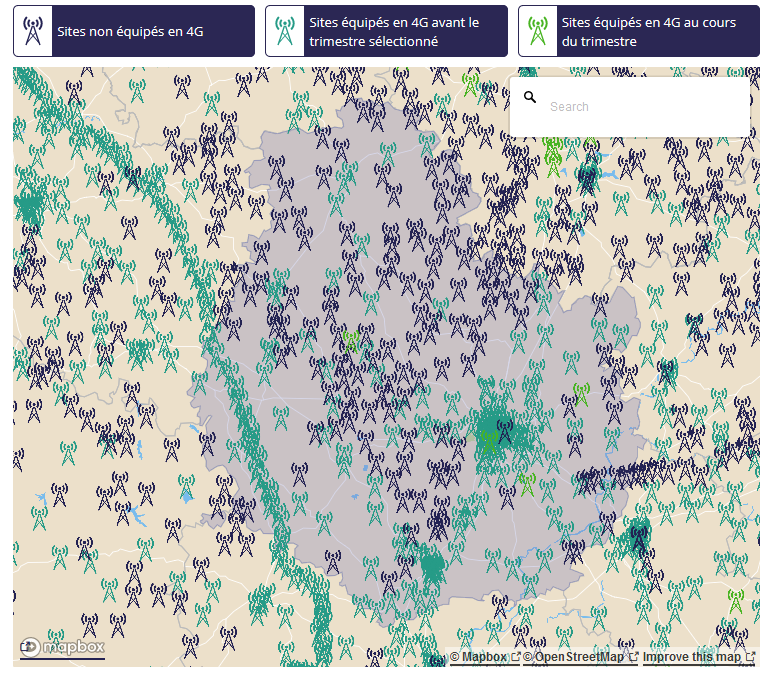 Sites non équipés en 4G
Sites équipés en 4G avant le
trimestre sélectionné
Sites équipés en 4G au cours
du trimestre
Search
mapbox
© Mapbox © OpenStreetMap Improve this map